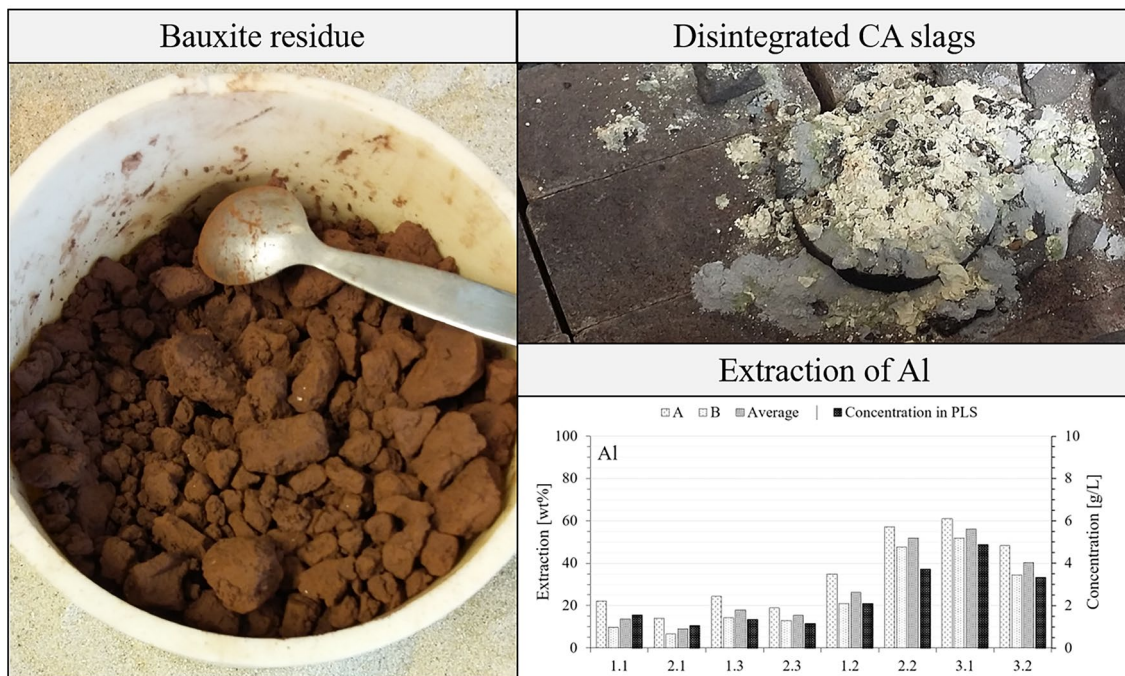 Bauxite residue
Disintegrated CA slags
Extraction of Al
A B Average | Concentration in PLS
Al
Extraction [wt%]
100
80
60
40
20
0
Concentration [g/L]
10
8
6
4
2
0
1.1 2.1 1.3 2.3 1.2 2.2 3.1 3.2